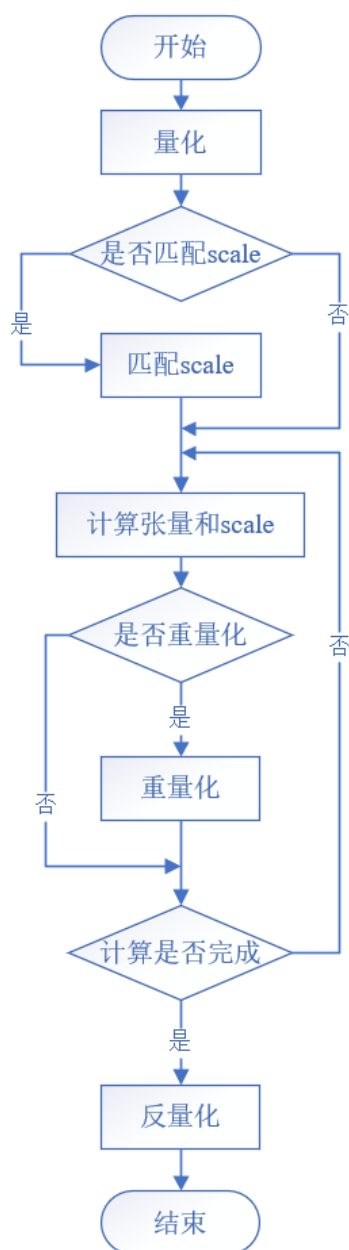 开始
量化
是否匹配scale
是
否
匹配scale
计算张量和scale
是否重量化
否
是
重量化
否
计算是否完成
是
反量化
结束